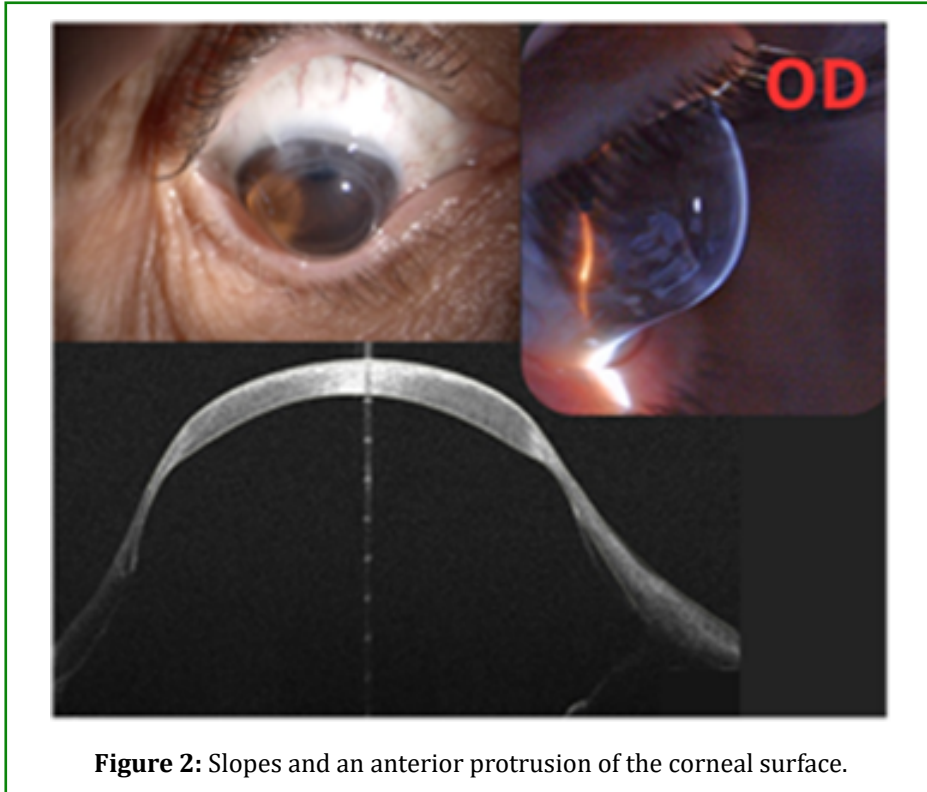 OD
Figure 2: Slopes and an anterior protrusion of the corneal surface.